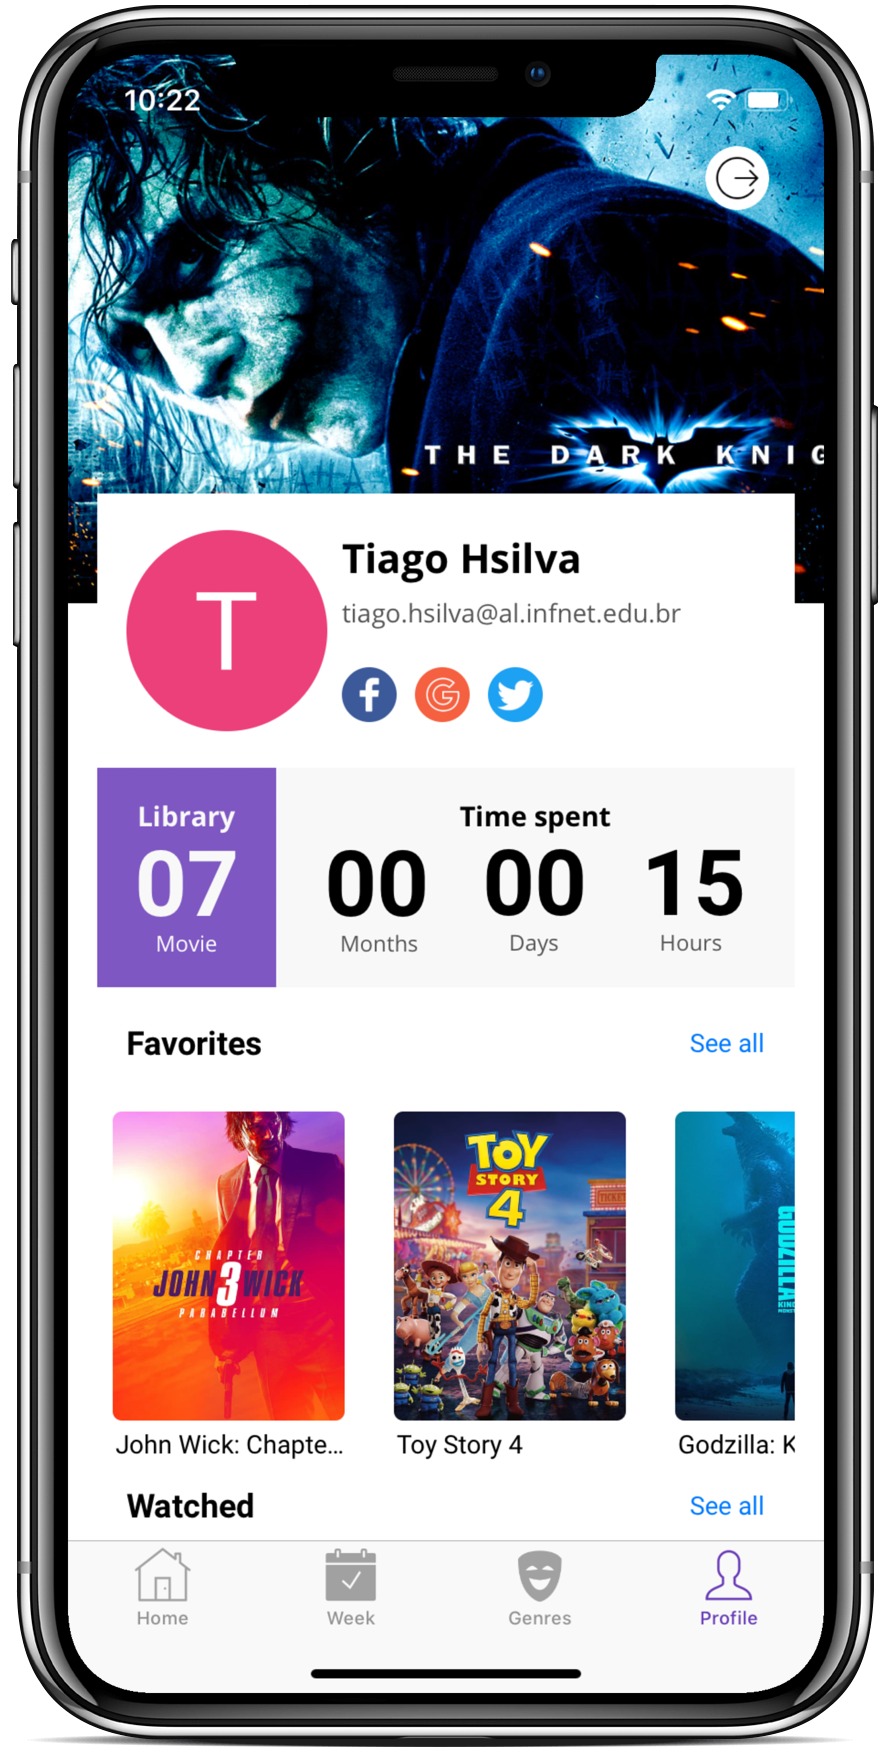 10:22
THE DARK KNIG
T
Tiago Hsilva
tiago.hsilva@al.infnet.edu.br
Library
07
Movie
Time spent
00 00 15
Months Days Hours
Favorites See all
CHAPTER
JOHN 3 WICK
PARABELLUM
TOY
STORY
4
TICKET
GODZILLA
KING
MONST
John Wick: Chapte...
Toy Story 4
Godzilla: K
Watched See all
Home Week Genres Profile